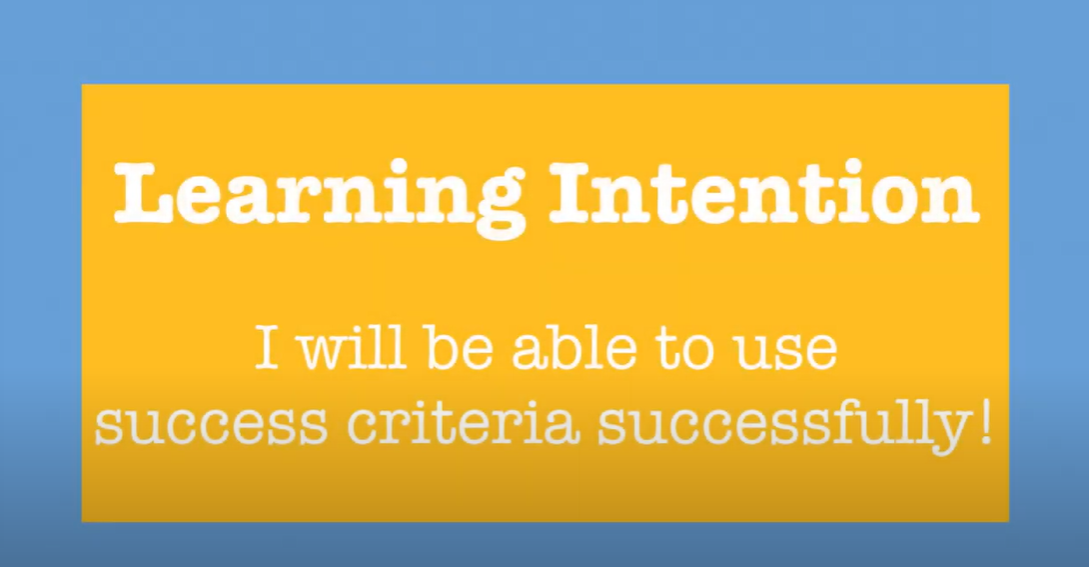 Learning Intention
I will be able to use
success criteria successfully!